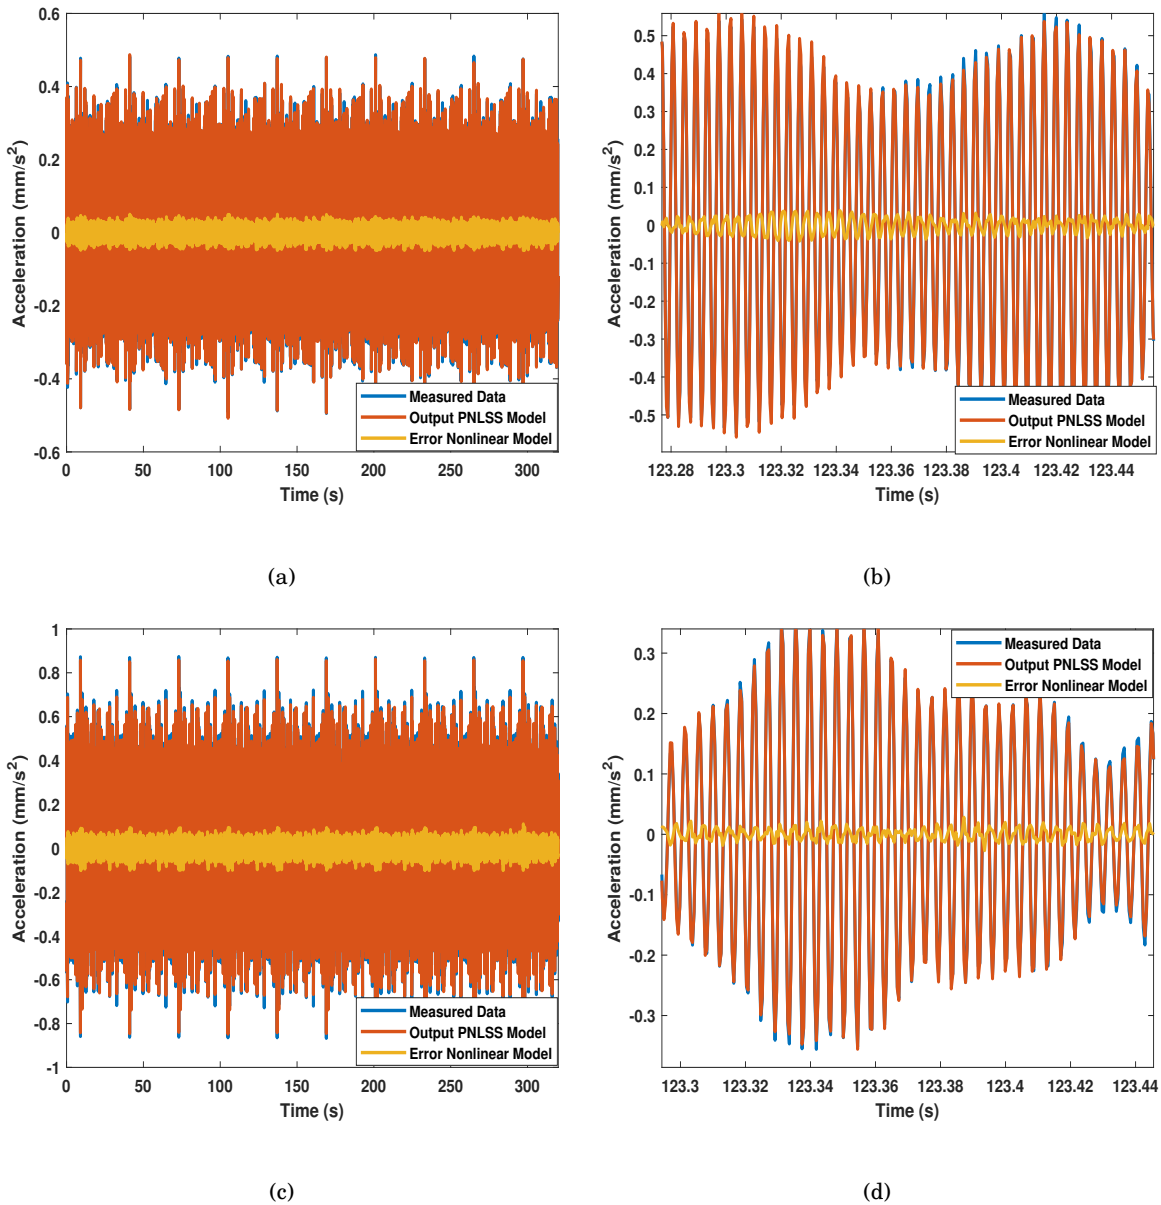 0.6
0.4
0.2
0
-0.2
-0.4
-0.6
Acceleration (mm/s2)
0 50 100 150 200 250 300
Time (s)
Measured Data
Output PNLSS Model
Error Nonlinear Model
(a)
0.5
0.4
0.3
0.2
0.1
0
-0.1
-0.2
-0.3
-0.4
-0.5
Acceleration (mm/s2)
123.28 123.3 123.32 123.34 123.36 123.38 123.4 123.42 123.44
Time (s)
Measured Data
Output PNLSS Model
Error Nonlinear Model
(b)
1
0.8
0.6
0.4
0.2
0
-0.2
-0.4
-0.6
-0.8
-1
Acceleration (mm/s2)
0 50 100 150 200 250 300
Time (s)
Measured Data
Output PNLSS Model
Error Nonlinear Model
(c)
0.3
0.2
0.1
0
-0.1
-0.2
-0.3
Acceleration (mm/s2)
123.3 123.32 123.34 123.36 123.38 123.4 123.42 123.44
Time (s)
Measured Data
Output PNLSS Model
Error Nonlinear Model
(d)